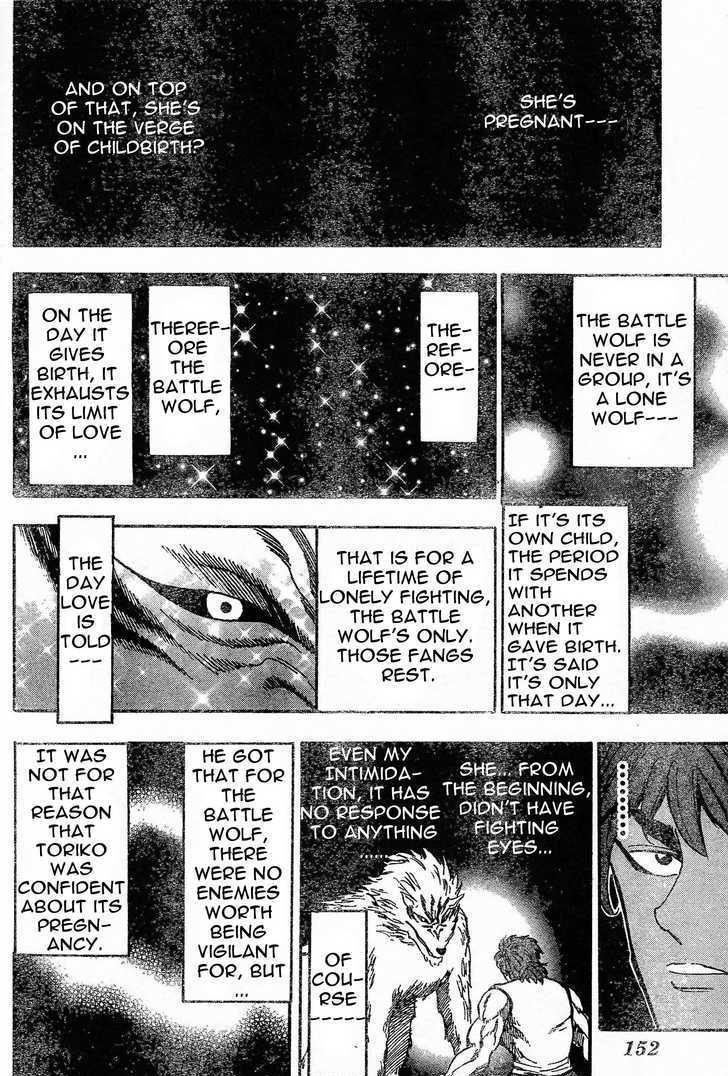 SHE'S
PREGNANT---
AND ON TOP
OF THAT, SHE'S
ON THE VERGE
OF CHILDBIRTH?
THE BATTLE
WOLF IS
NEVER IN A
GROUP, IT'S
A LONE
WOLF---
IF IT'S ITS
OWN CHILD,
THE PERIOD
IT SPENDS
WITH
ANOTHER
WHEN IT
GAVE BIRTH.
IT'S SAID
IT'S ONLY
THAT DAY...
THE-
REF-
ORE-
---
THEREF-
ORE
THE
BATTLE
WOLF,
ON THE
DAY IT
GIVES
BIRTH, IT
EXHAUSTS
ITS LIMIT
OF LOVE
...
THAT IS FOR A
LIFETIME OF
LONELY FIGHTING,
THE BATTLE
WOLF'S ONLY.
THOSE FANGS
REST.
THE
DAY
LOVE
IS
TOLD
---
SHE... FROM
THE BEGINNING,
DIDN'T HAVE
FIGHTING
EYES...
EVEN MY
INTIMIDA-
TION, IT HAS
NO RESPONSE
TO ANYTHING
......
OF
COU-
RSE
-----
HE GOT
THAT FOR
THE
BATTLE
WOLF,
THERE
WERE NO
ENEMIES
WORTH
BEING
VIGILANT
FOR, BUT
...
IT WAS
NOT FOR
THAT
REASON
THAT
TORIKO
WAS
CONFIDENT
ABOUT ITS
PREGN-
ANCY.
152